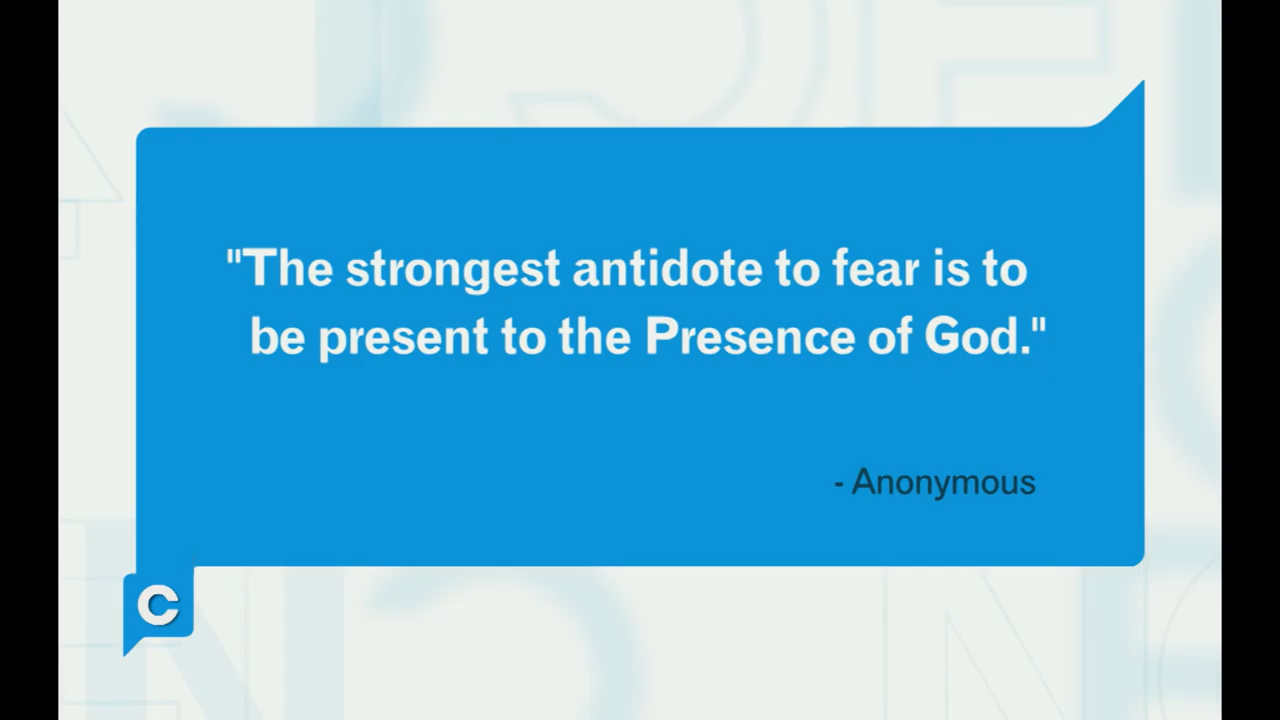 "The strongest antidote to fear is to
be present to the Presence of God."
- Anonymous
C